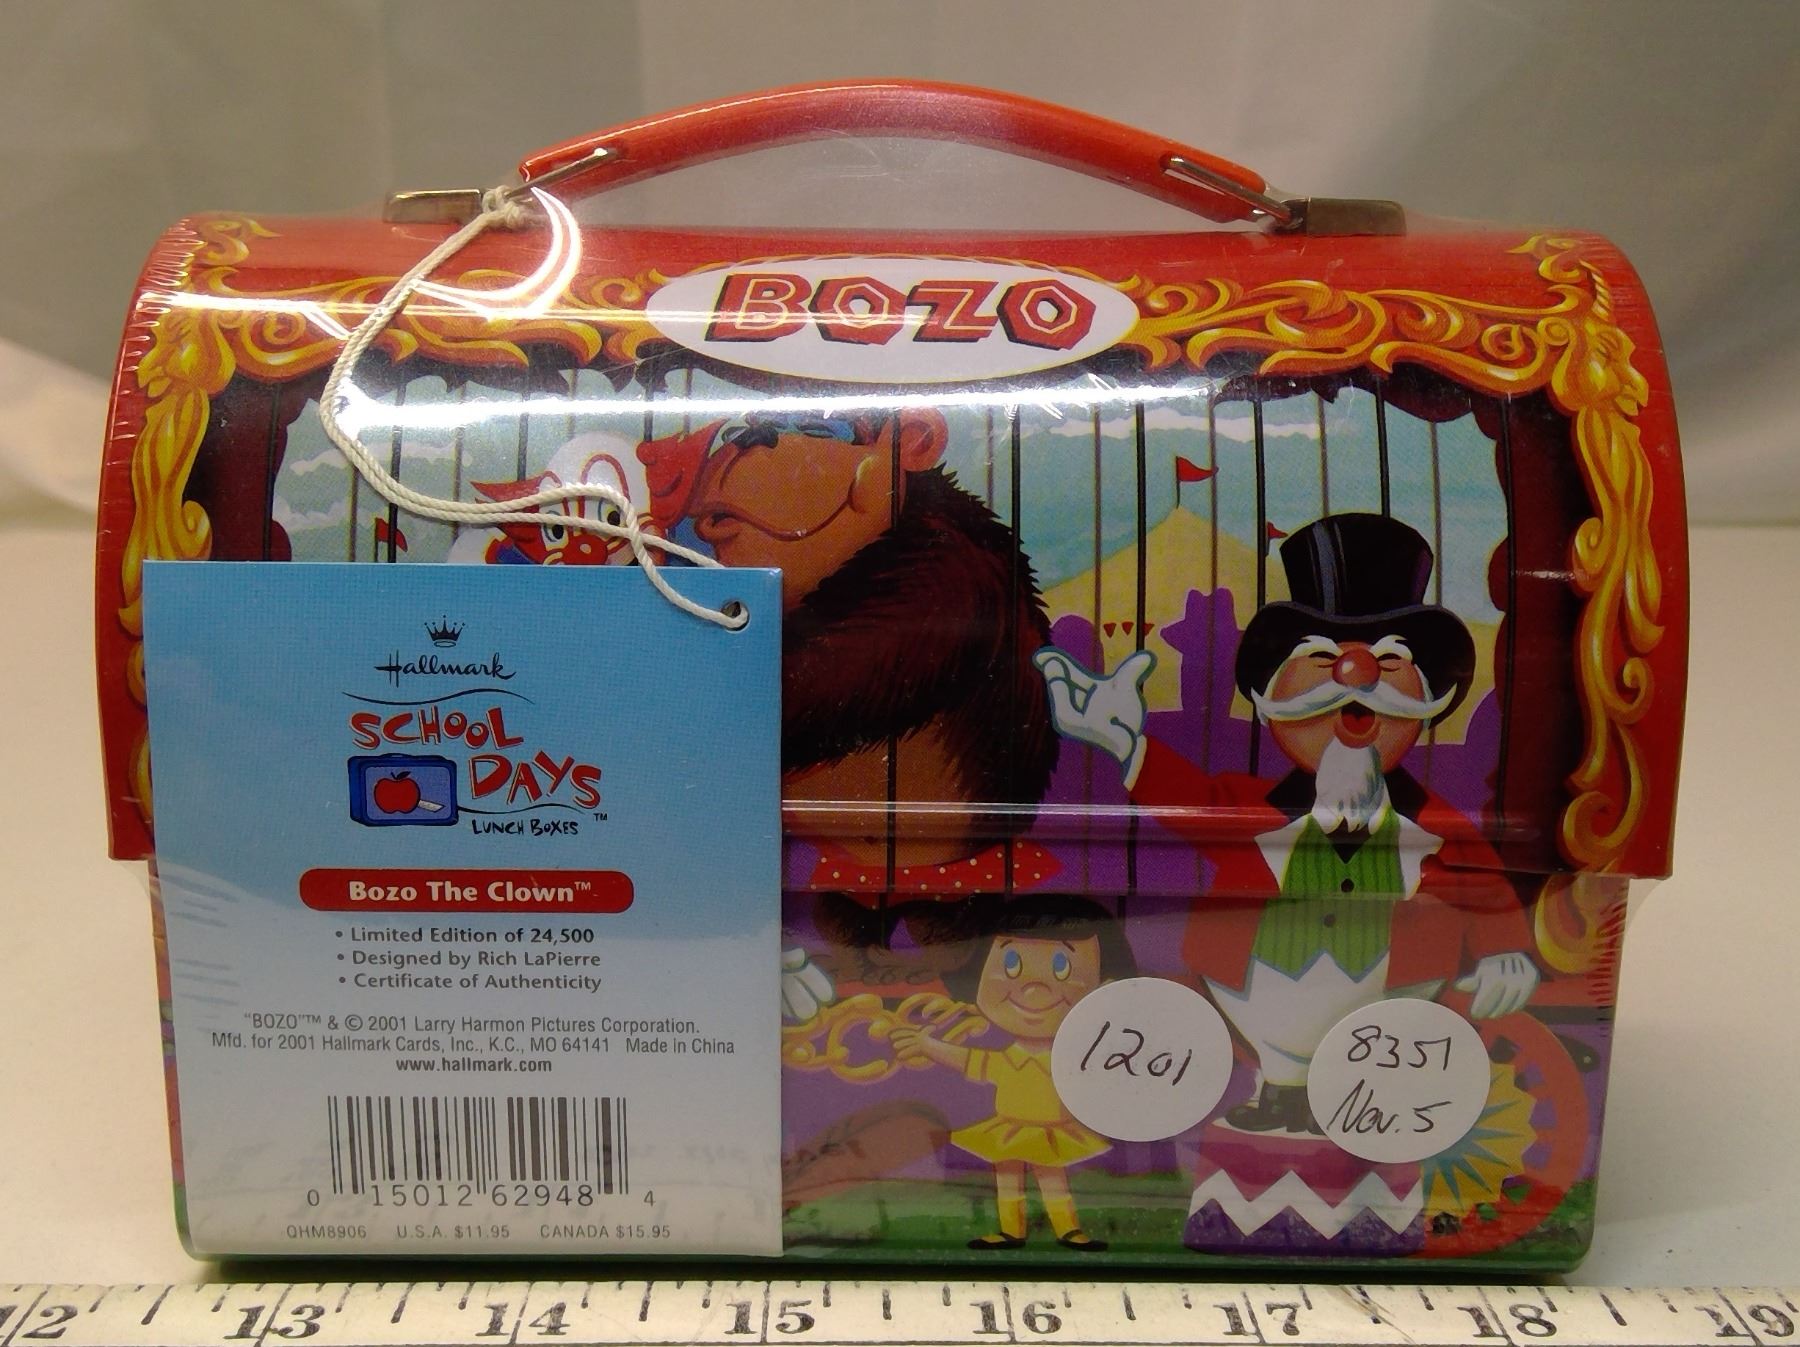 BOZO
Hallmark
SCHOOL
DAYS™
LUNCH BOXES
Bozo The Clown™
• Limited Edition of 24,500
• Designed by Rich LaPierre
• Certificate of Authenticity
"BOZO"™ & © 2001 Larry Harmon Pictures Corporation.
Mfd. for 2001 Hallmark Cards, Inc., K.C., MO 64141 Made in China
www.hallmark.com
0 15012 62948 4
QHM8906 U.S.A. $11.95 CANADA $15.95
1201
8351
Nov. 5
12 13 14 15 16 17 18 19